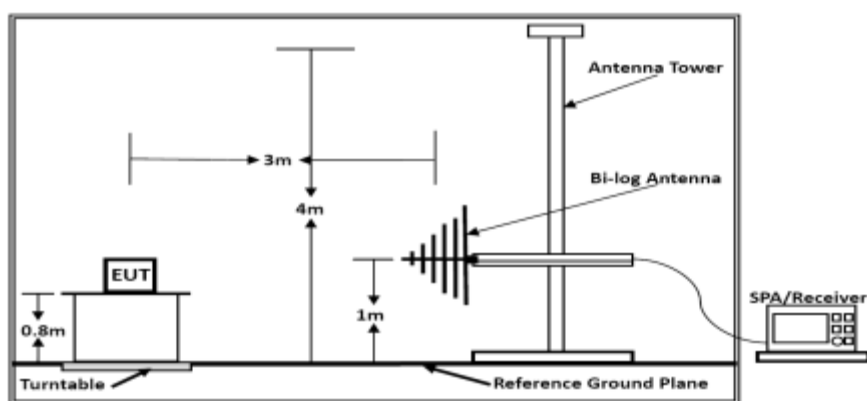 Antenna Tower
3m
Bi-log Antenna
4m
EUT
SPA/Receiver
0.8m
1m
Turntable
Reference Ground Plane